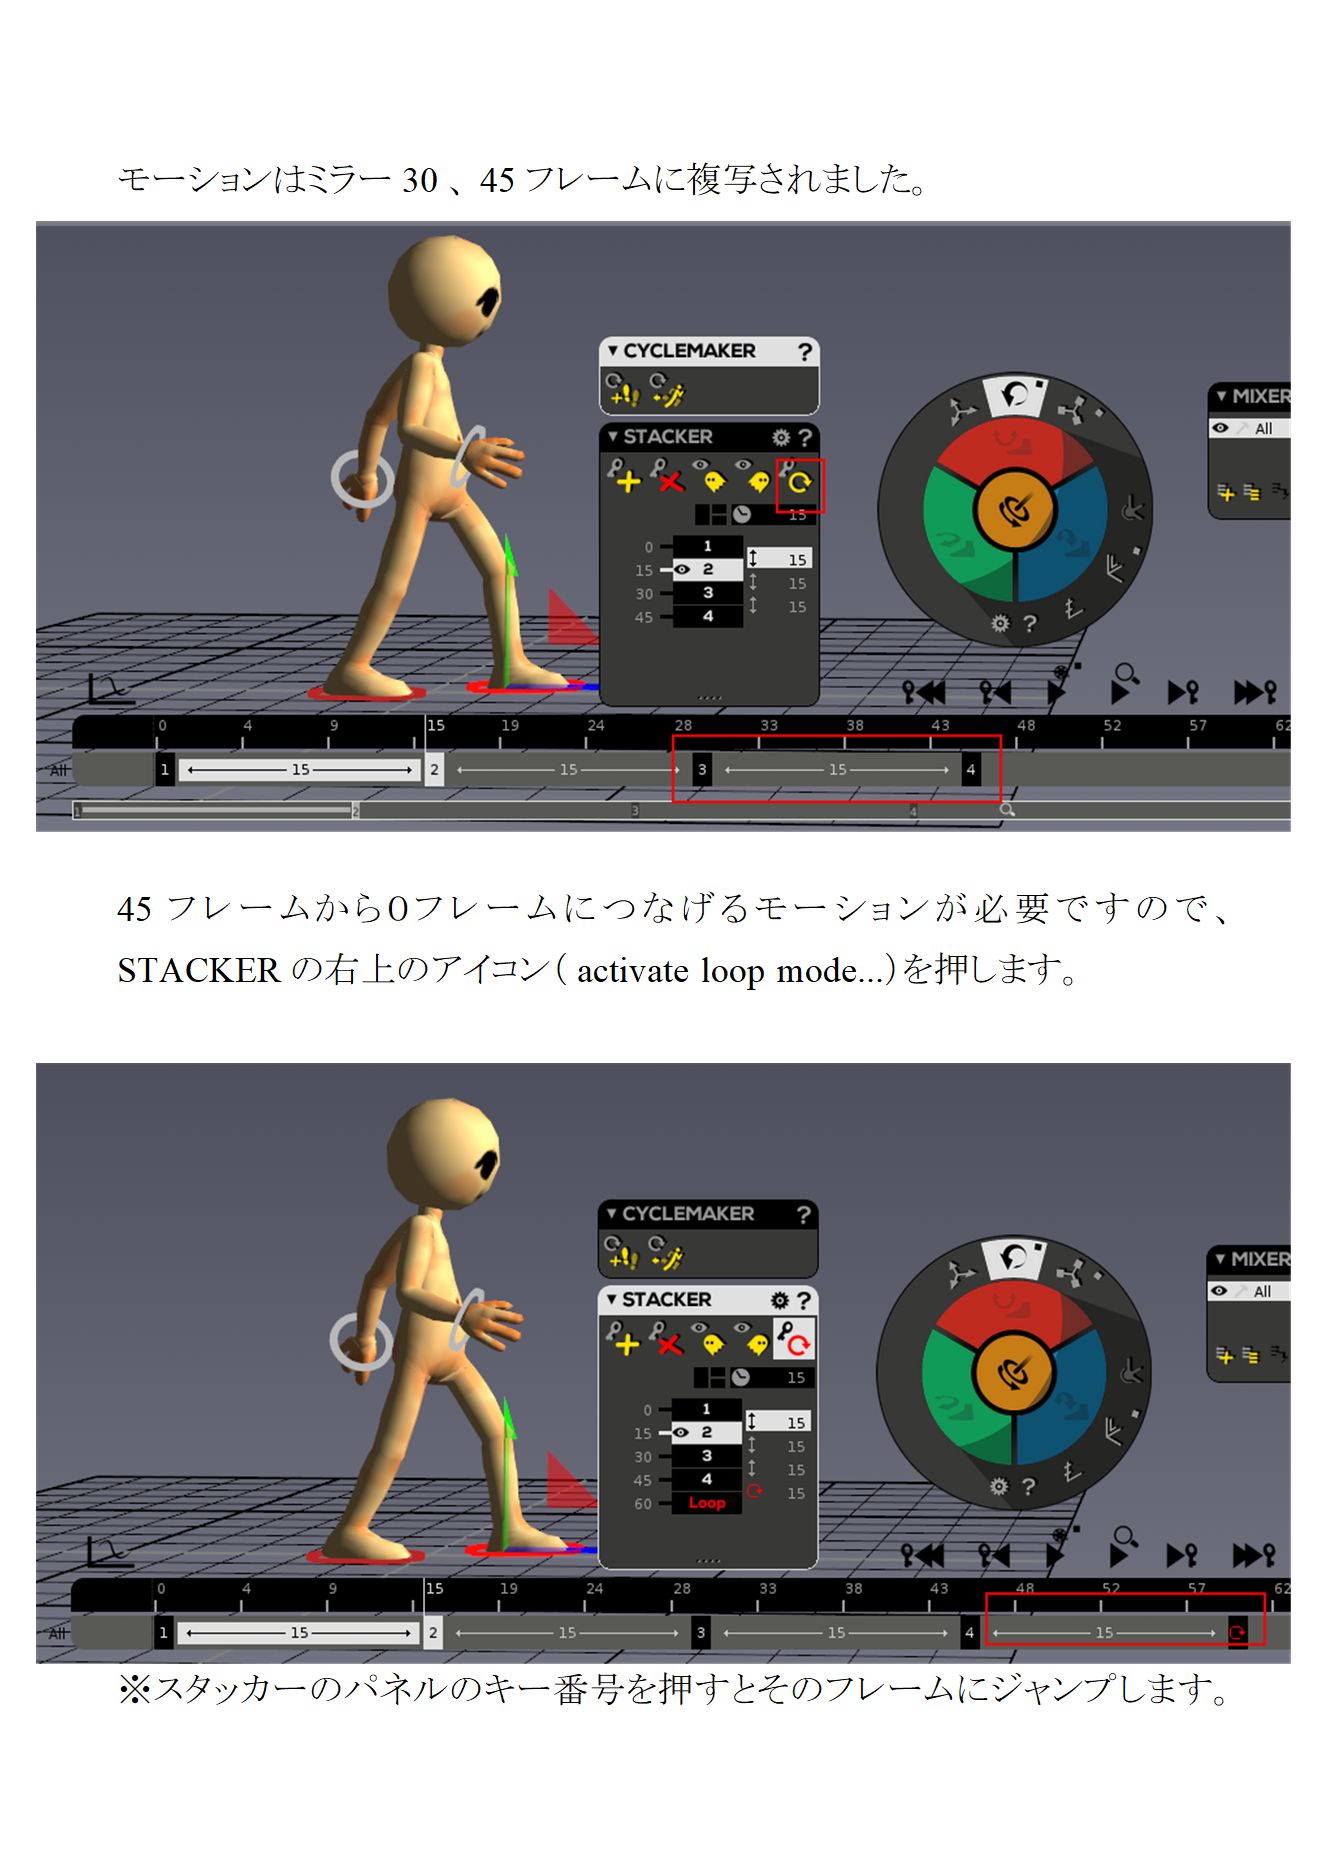 モーションはミラー 30 、 45 フレームに複写されました。
▼ CYCLEMAKER ?
▼ STACKER ?
15
0 1
15 2 15
30 3 15
45 4 15
▼ MIXER
All
0 4 9 15 19 24 28 33 38 43 48 52 57 62
All 1 15 2 15 3 15 4
1 2 3 4
?
45 フレームから0フレームにつなげるモーションが必要ですので、
STACKER の右上のアイコン( activate loop mode...)を押します。
▼ CYCLEMAKER ?
▼ STACKER ?
15
0 1
15 2 15
30 3 15
45 4 15
60 Loop 15
▼ MIXER
All
?
0 4 9 15 19 24 28 33 38 43 48 52 57 62
All 1 15 2 15 3 15 4 15
※スタッカーのパネルのキー番号を押すとそのフレームにジャンプします。